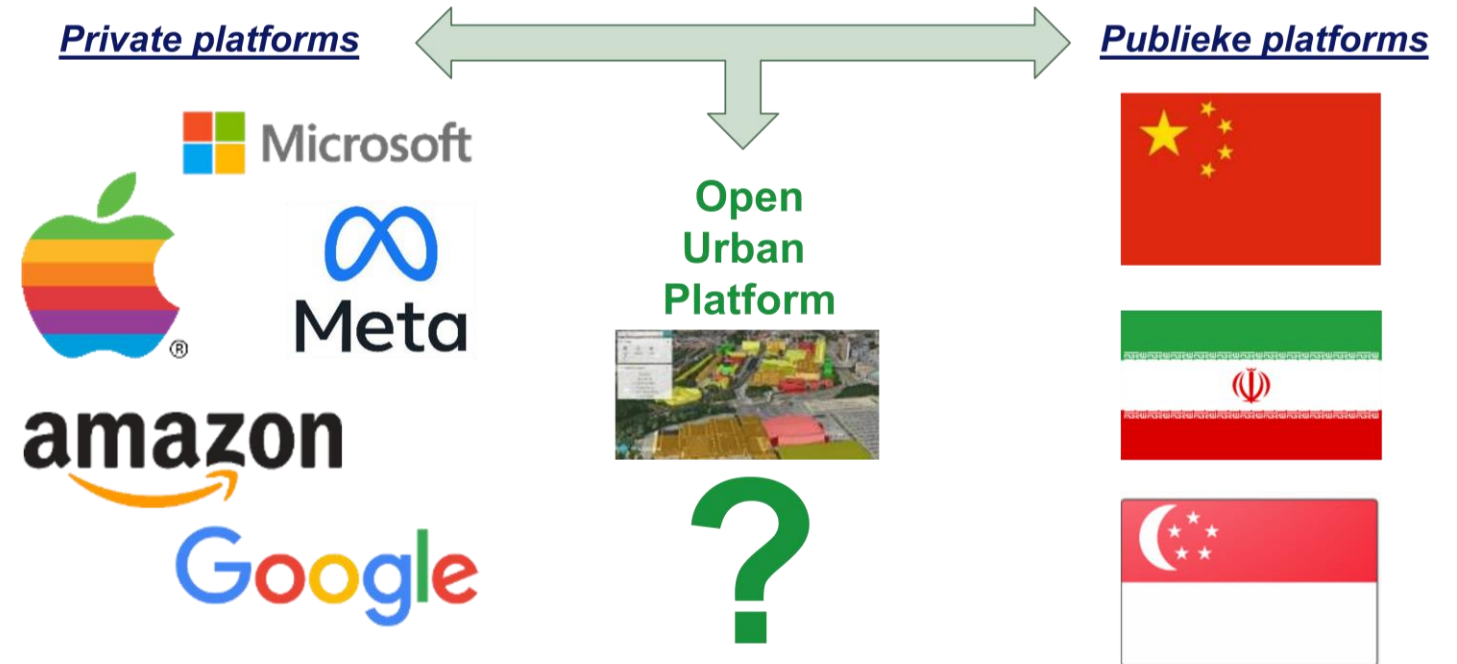 Private platforms
Publieke platforms
Microsoft
Meta
®
amazon
Google
Open
Urban
Platform
?